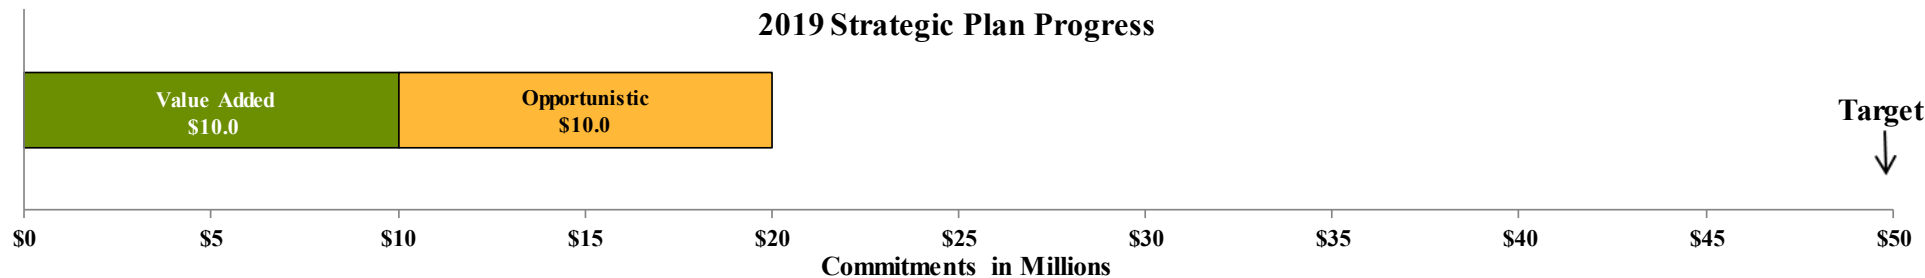 2019 Strategic Plan Progress
Value Added
$10.0
Opportunistic
$10.0
Target
$0 $5 $10 $15 $20 $25 $30 $35 $40 $45 $50
Commitments in Millions